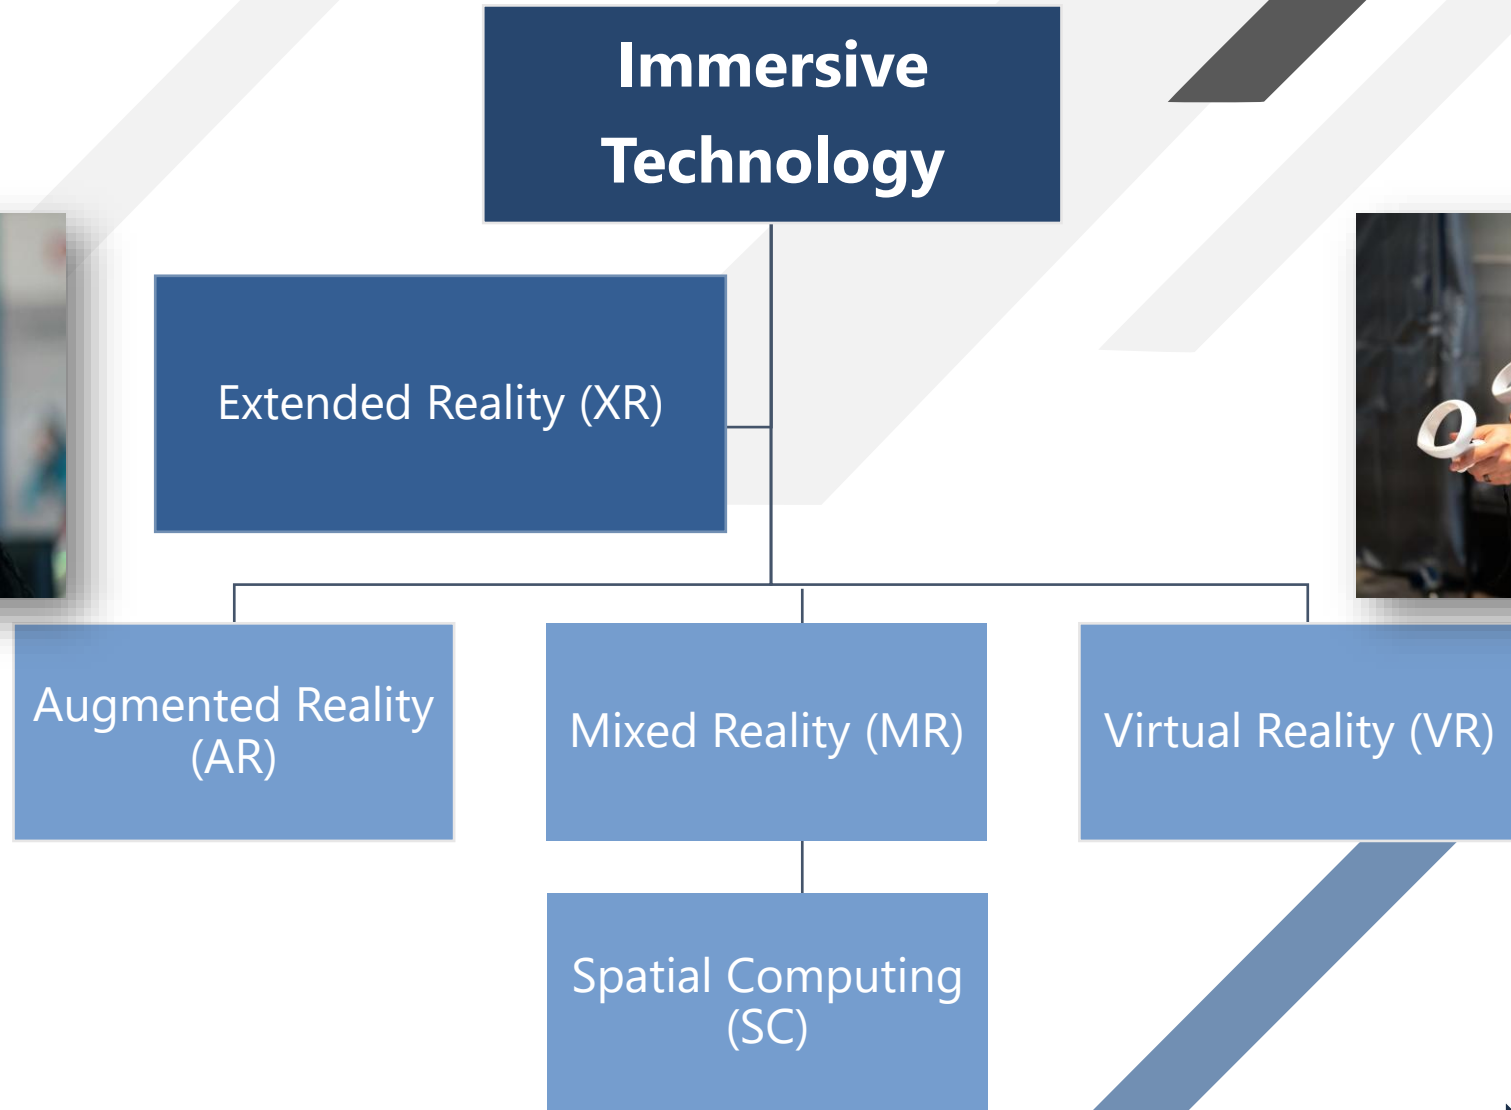 Immersive
Technology
Extended Reality (XR)
Augmented Reality
(AR)
Mixed Reality (MR)
Virtual Reality (VR)
Spatial Computing
(SC)